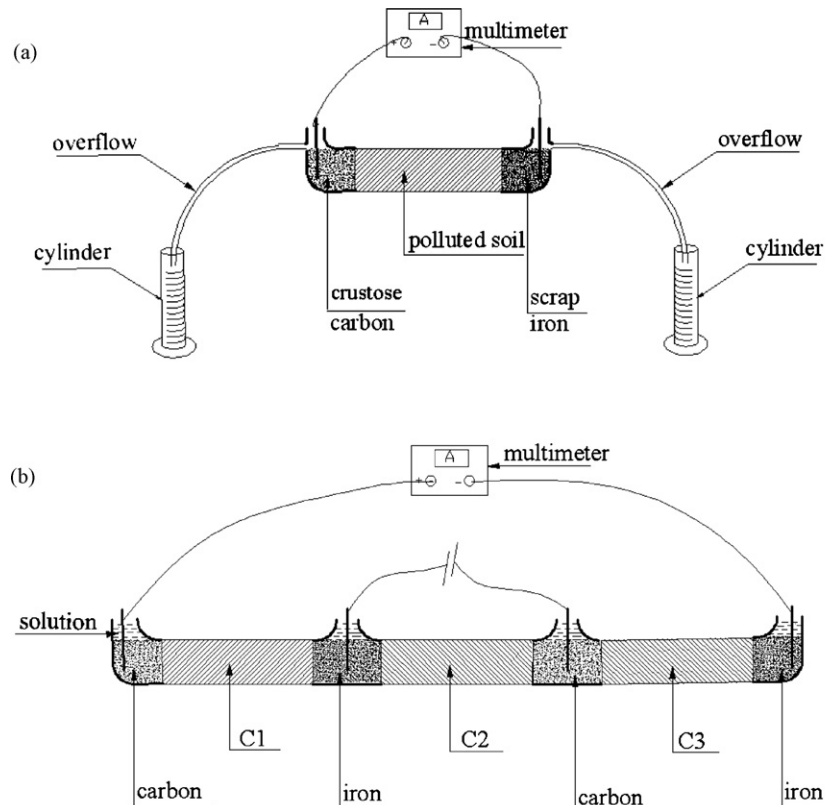 (a)
A
+ −
multimeter
overflow
overflow
cylinder
cylinder
polluted soil
crustose
carbon
scrap
iron
(b)
A
+ −
multimeter
solution
C1
C2
C3
carbon
iron
carbon
iron